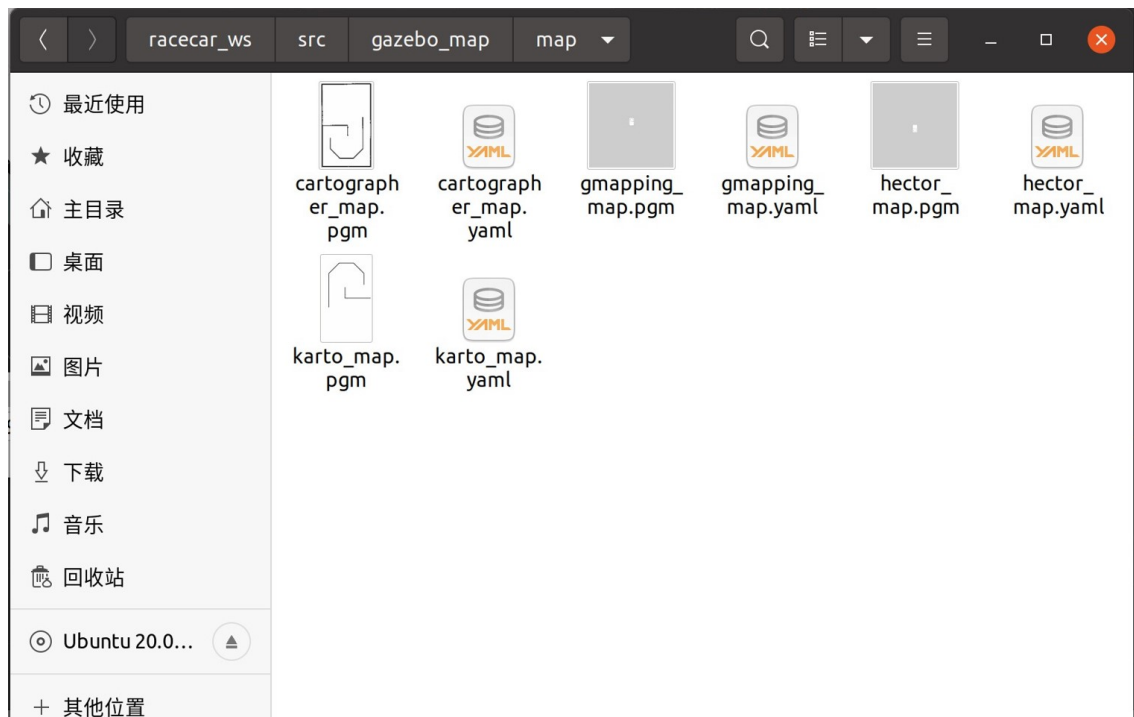 racecar_ws src gazebo_map map
最近使用
收藏
主目录
桌面
视频
图片
文档
下载
音乐
回收站
Ubuntu 20.0…
其他位置
cartograph
er_map.
pgm
YAML
cartograph
er_map.
yaml
gmapping_
map.pgm
YAML
gmapping_
map.yaml
hector_
map.pgm
YAML
hector_
map.yaml
karto_map.
pgm
YAML
karto_map.
yaml